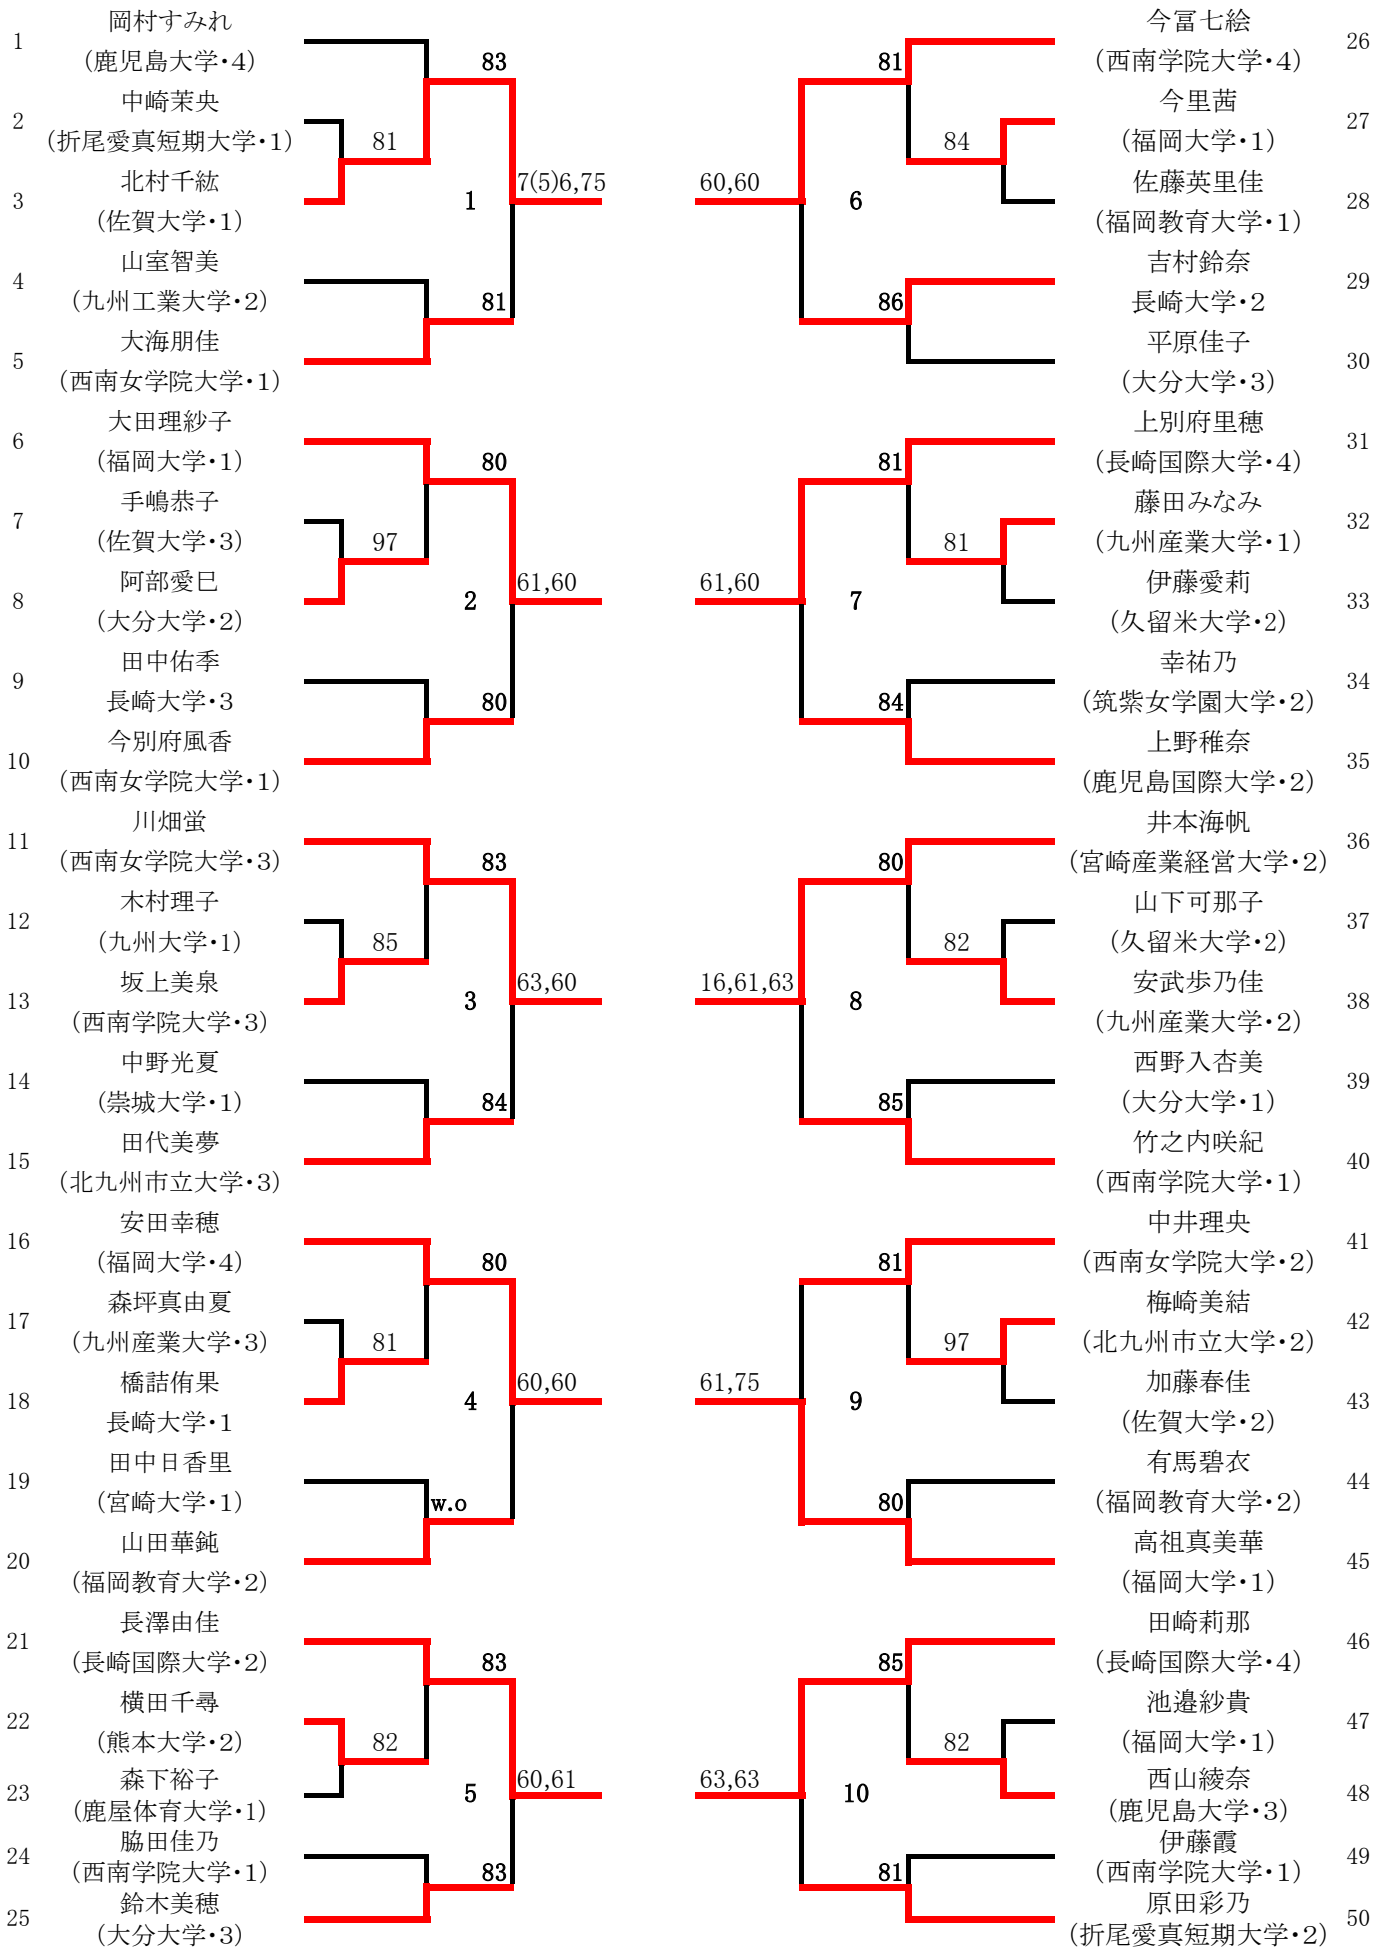 岡村すみれ
1
(鹿児島大学・4)
83
中崎茉央
2
(折尾愛真短期大学・1)
81
北村千紘
7(5)6,75
3
1
(佐賀大学・1)
山室智美
4
(九州工業大学・2)
81
大海朋佳
5
(西南女学院大学・1)
大田理紗子
6
(福岡大学・1)
80
手嶋恭子
7
(佐賀大学・3)
97
阿部愛巳
61,60
8
2
(大分大学・2)
田中佑季
9
長崎大学・3
80
今別府風香
10
(西南女学院大学・1)
川畑蛍
11
(西南女学院大学・3)
83
木村理子
12
(九州大学・1)
85
坂上美泉
63,60
13
3
(西南学院大学・3)
中野光夏
14
(崇城大学・1)
84
田代美夢
15
(北九州市立大学・3)
安田幸穂
16
(福岡大学・4)
80
森坪真由夏
17
(九州産業大学・3)
81
橋詰侑果
60,60
18
4
長崎大学・1
田中日香里
19
(宮崎大学・1)
w.o
山田華鈍
20
(福岡教育大学・2)
長澤由佳
21
(長崎国際大学・2)
83
横田千尋
22
(熊本大学・2)
82
森下裕子
60,61
23
5
(鹿屋体育大学・1)
脇田佳乃
24
(西南学院大学・1)
83
鈴木美穂
25
(大分大学・3)
今冨七絵
26
81
(西南学院大学・4)
今里茜
27
84
(福岡大学・1)
60,60
佐藤英里佳
6
28
(福岡教育大学・1)
吉村鈴奈
29
86
長崎大学・2
平原佳子
30
(大分大学・3)
上別府里穂
31
81
(長崎国際大学・4)
藤田みなみ
32
81
(九州産業大学・1)
61,60
伊藤愛莉
7
33
(久留米大学・2)
幸祐乃
34
84
(筑紫女学園大学・2)
上野稚奈
35
(鹿児島国際大学・2)
井本海帆
36
80
(宮崎産業経営大学・2)
山下可那子
37
82
(久留米大学・2)
16,61,63
安武歩乃佳
8
38
(九州産業大学・2)
西野入杏美
39
85
(大分大学・1)
竹之内咲紀
40
(西南学院大学・1)
中井理央
41
81
(西南女学院大学・2)
梅崎美結
42
97
(北九州市立大学・2)
61,75
加藤春佳
9
43
(佐賀大学・2)
有馬碧衣
44
80
(福岡教育大学・2)
高祖真美華
45
(福岡大学・1)
田崎莉那
46
85
(長崎国際大学・4)
池邉紗貴
47
82
(福岡大学・1)
63,63
西山綾奈
10
48
(鹿児島大学・3)
伊藤霞
49
81
(西南学院大学・1)
原田彩乃
50
(折尾愛真短期大学・2)